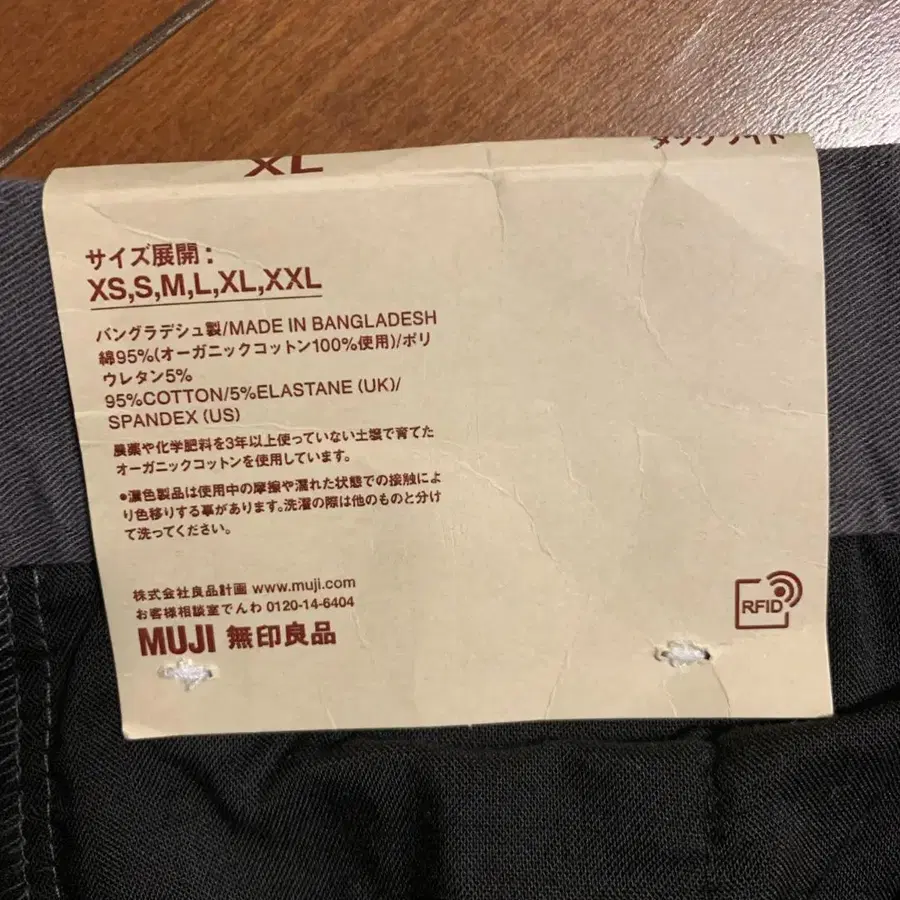 XL
サイズ展開：
XS,S,M,L,XL,XXL
バングラデシュ製/MADE IN BANGLADESH
綿95%(オーガニックコットン100%使用)/ポリ
ウレタン5%
95%COTTON/5%ELASTANE (UK)/
SPANDEX (US)
農薬や化学肥料を3年以上使っていない土壌で育てた
オーガニックコットンを使用しています。
●濃色製品は使用中の摩擦や濡れた状態での接触によ
り色移りする事があります。洗濯の際は他のものと分け
て洗ってください。
株式会社良品計画 www.muji.com
お客様相談室でんわ 0120-14-6404
MUJI 無印良品
RFID